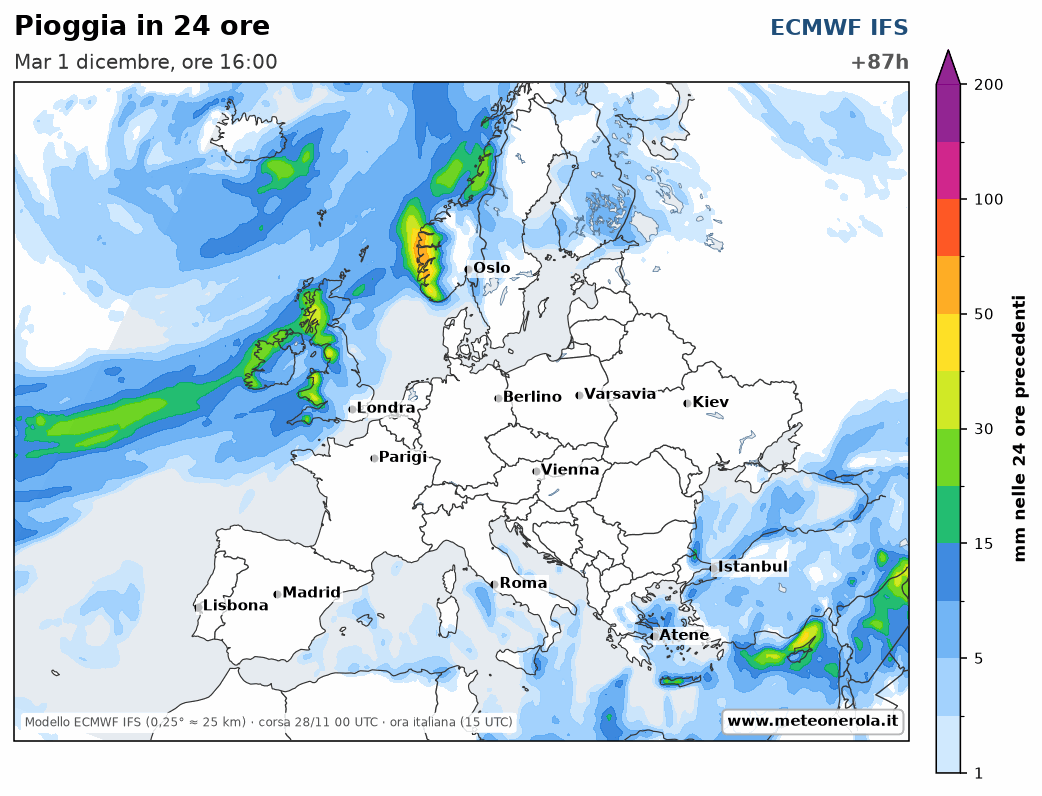 Pioggia in 24 ore
ECMWF IFS
Mar 1 dicembre, ore 16:00
+87h
200
100
50
30
15
5
1
mm nelle 24 ore precedenti
Oslo
Berlino
Varsavia
Kiev
Londra
Parigi
Vienna
Istanbul
Roma
Madrid
Lisbona
Atene
Modello ECMWF IFS (0,25° ≈ 25 km) · corsa 28/11 00 UTC · ora italiana (15 UTC)
www.meteonerola.it